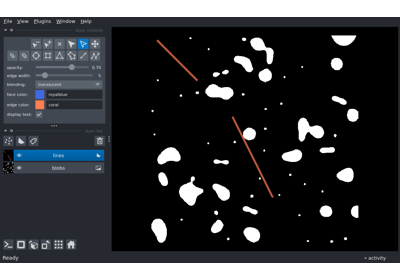 File View Plugins Window Help
opacity: 0.70
edge width: 5
blending: translucent
face color: royalblue
edge color: coral
display text: ✓
lines
blobs
Ready
activity